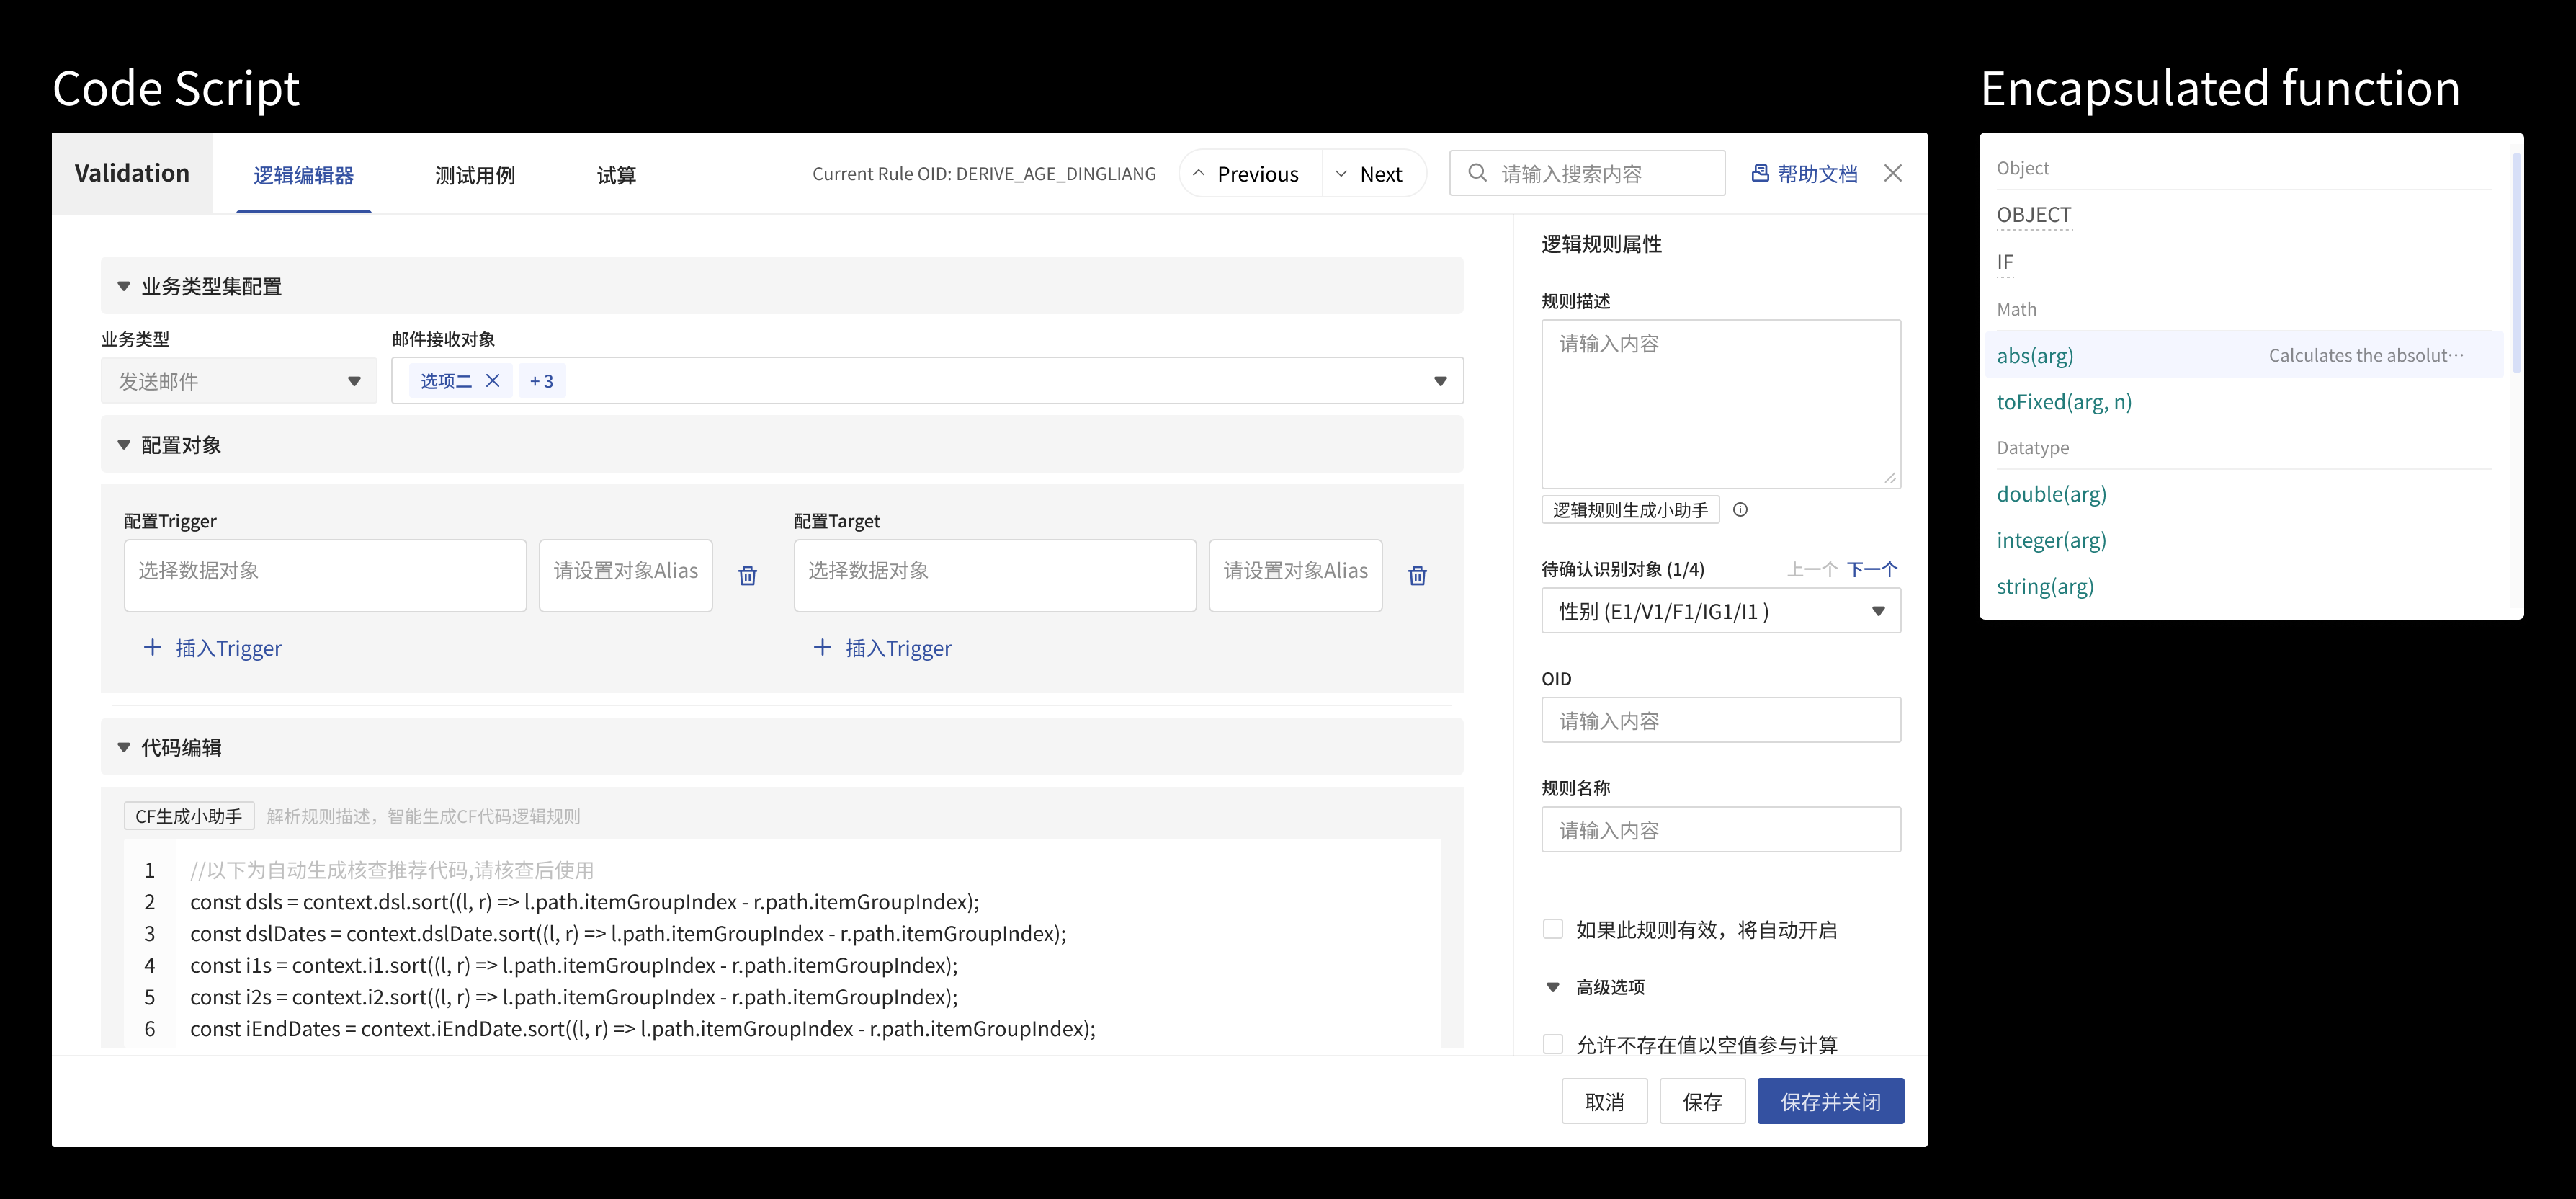 Code Script
Encapsulated function
Validation
逻辑编辑器
测试用例
试算
Current Rule OID: DERIVE_AGE_DINGLIANG
Previous
Next
请输入搜索内容
帮助文档
业务类型集配置
业务类型
邮件接收对象
发送邮件
选项二
+ 3
配置对象
配置Trigger
配置Target
选择数据对象
请设置对象Alias
选择数据对象
请设置对象Alias
+ 插入Trigger
+ 插入Trigger
代码编辑
CF生成小助手
解析规则描述，智能生成CF代码逻辑规则
1 //以下为自动生成核查推荐代码,请核查后使用
2 const dsls = context.dsl.sort((l, r) => l.path.itemGroupIndex - r.path.itemGroupIndex);
3 const dslDates = context.dslDate.sort((l, r) => l.path.itemGroupIndex - r.path.itemGroupIndex);
4 const i1s = context.i1.sort((l, r) => l.path.itemGroupIndex - r.path.itemGroupIndex);
5 const i2s = context.i2.sort((l, r) => l.path.itemGroupIndex - r.path.itemGroupIndex);
6 const iEndDates = context.iEndDate.sort((l, r) => l.path.itemGroupIndex - r.path.itemGroupIndex);
逻辑规则属性
规则描述
请输入内容
逻辑规则生成小助手
待确认识别对象 (1/4)
上一个 下一个
性别 (E1/V1/F1/IG1/I1 )
OID
请输入内容
规则名称
请输入内容
如果此规则有效，将自动开启
高级选项
允许不存在值以空值参与计算
取消
保存
保存并关闭
Object
OBJECT
IF
Math
abs(arg)
Calculates the absolut···
toFixed(arg, n)
Datatype
double(arg)
integer(arg)
string(arg)